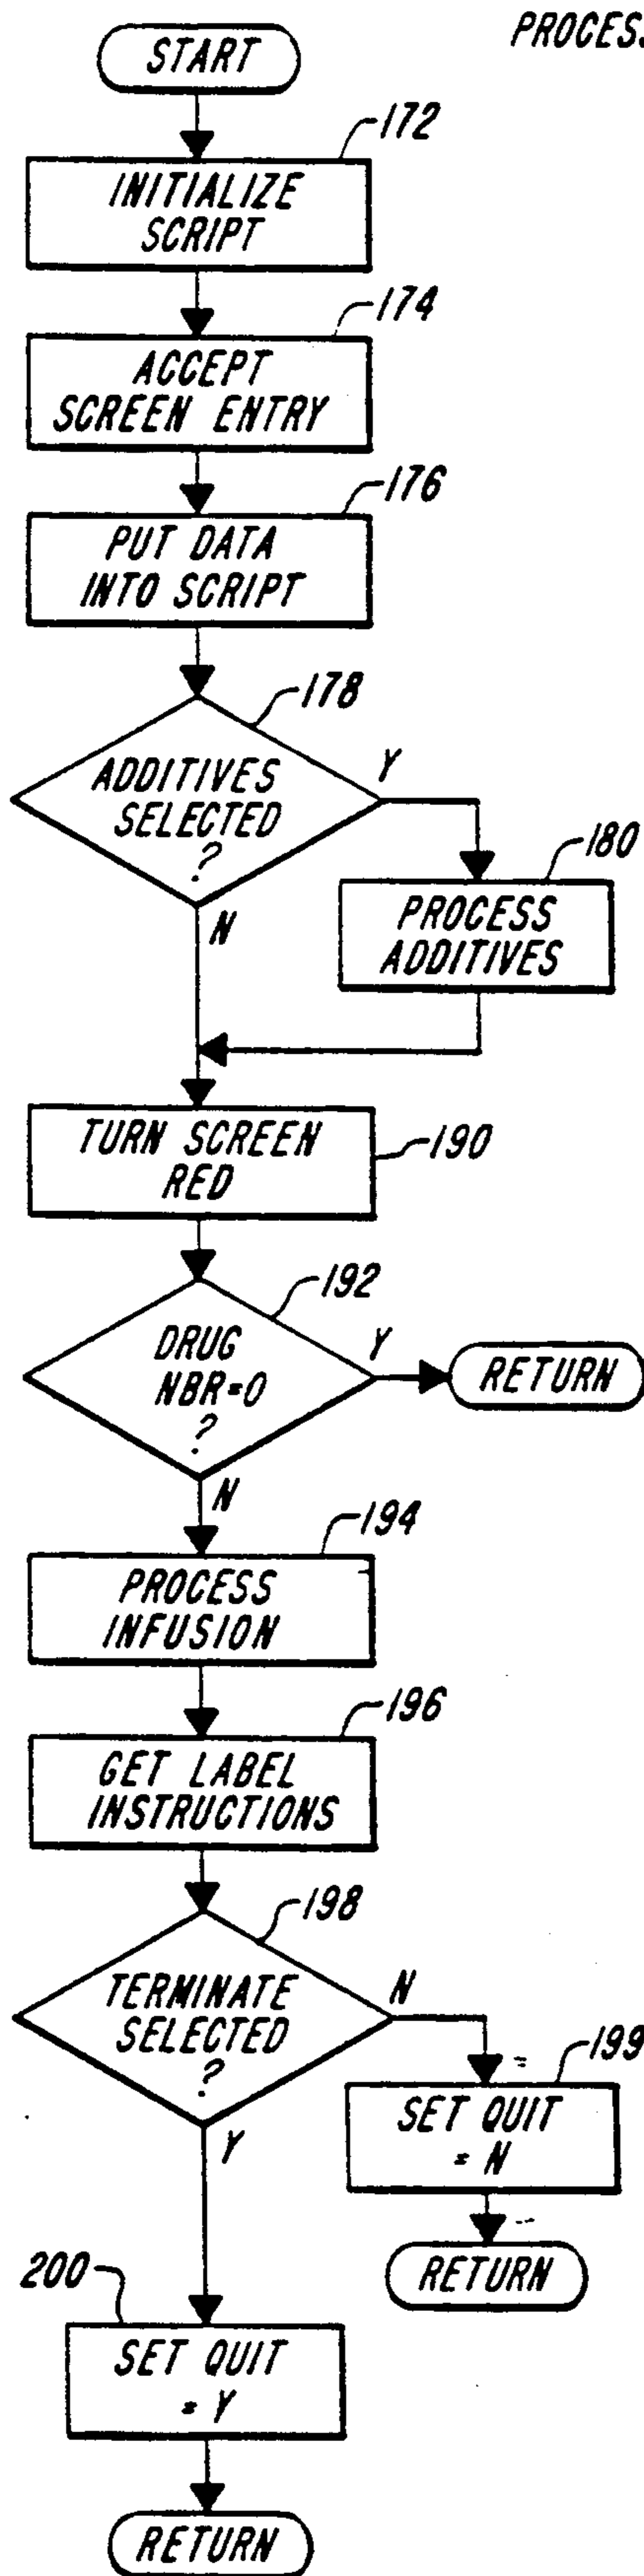 PROCESS
START
172
INITIALIZE
SCRIPT
174
ACCEPT
SCREEN ENTRY
176
PUT DATA
INTO SCRIPT
178
ADDITIVES
SELECTED
?
Y
N
180
PROCESS
ADDITIVES
TURN SCREEN
RED
190
192
DRUG
NBR=0
?
Y
RETURN
N
194
PROCESS
INFUSION
196
GET LABEL
INSTRUCTIONS
198
TERMINATE
SELECTED
?
N
Y
199
SET QUIT
= N
RETURN
200
SET QUIT
= Y
RETURN